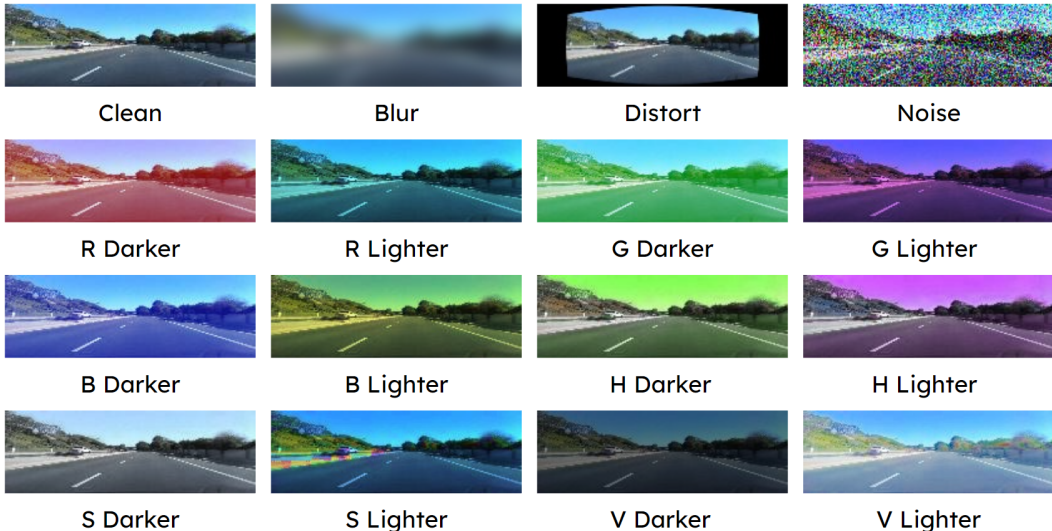 Clean
Blur
Distort
Noise
R Darker
R Lighter
G Darker
G Lighter
B Darker
B Lighter
H Darker
H Lighter
S Darker
S Lighter
V Darker
V Lighter